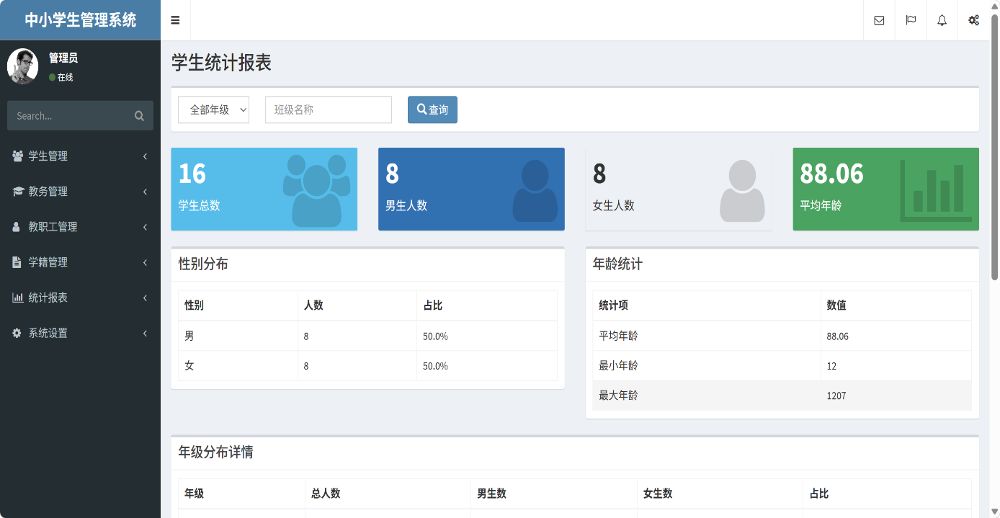 中小学生管理系统
管理员
在线
Search...
学生管理
教务管理
教职工管理
学籍管理
统计报表
系统设置
学生统计报表
全部年级 班级名称 查询
16
学生总数
8
男生人数
8
女生人数
88.06
平均年龄
性别分布
性别 人数 占比
男 8 50.0%
女 8 50.0%
年龄统计
统计项 数值
平均年龄 88.06
最小年龄 12
最大年龄 1207
年级分布详情
年级 总人数 男生数 女生数 占比